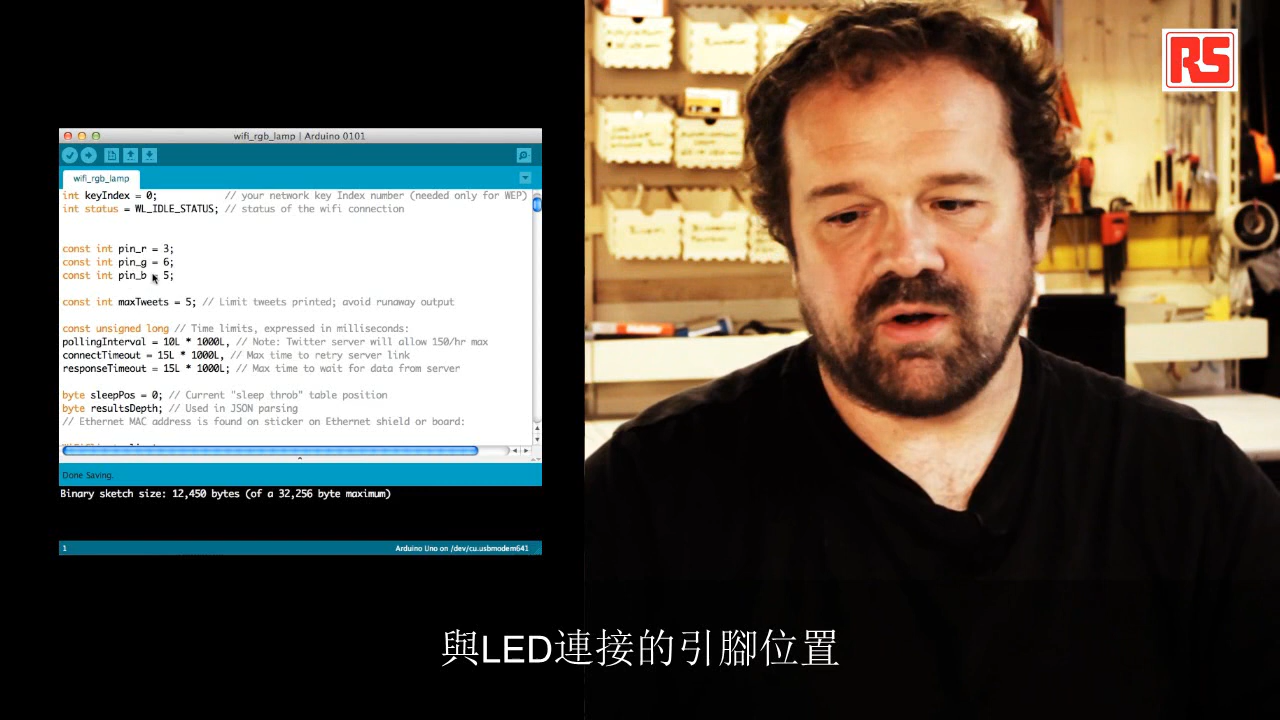 RS
wifi_rgb_lamp | Arduino 0101
wifi_rgb_lamp
int keyIndex = 0; // your network key Index number (needed only for WEP)
int status = WL_IDLE_STATUS; // status of the wifi connection
const int pin_r = 3;
const int pin_g = 6;
const int pin_b = 5;
const int maxTweets = 5; // Limit tweets printed; avoid runaway output
const unsigned long // Time limits, expressed in milliseconds:
pollingInterval = 10L * 1000L, // Note: Twitter server will allow 150/hr max
connectTimeout = 15L * 1000L, // Max time to retry server link
responseTimeout = 15L * 1000L; // Max time to wait for data from server
byte sleepPos = 0; // Current "sleep throb" table position
byte resultsDepth; // Used in JSON parsing
// Ethernet MAC address is found on sticker on Ethernet shield or board:
Done Saving.
Binary sketch size: 12,450 bytes (of a 32,256 byte maximum)
1 Arduino Uno on /dev/cu.usbmodem641
與LED連接的引腳位置